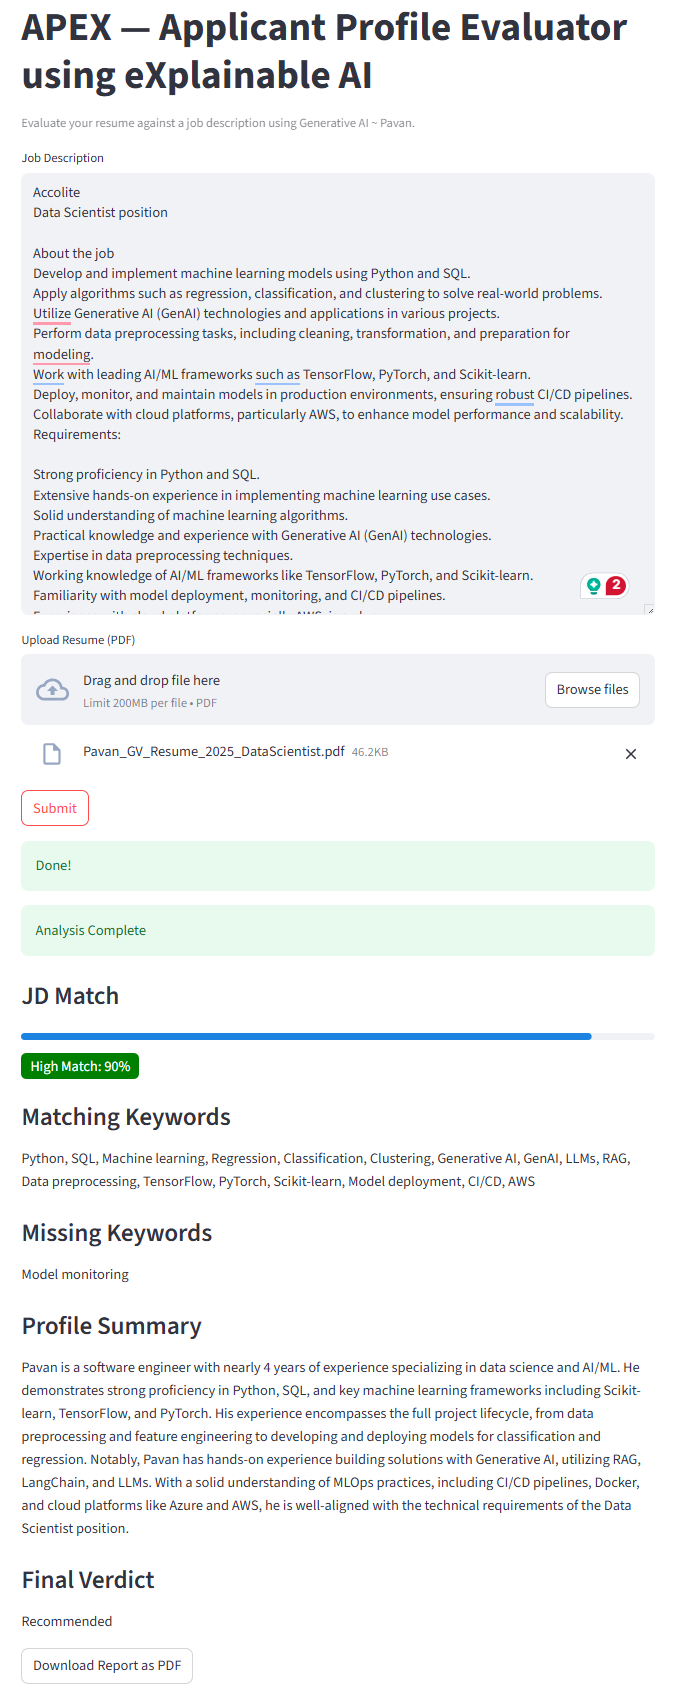 APEX — Applicant Profile Evaluator
using eXplainable AI
Evaluate your resume against a job description using Generative AI ~ Pavan.
Job Description
Accolite
Data Scientist position
About the job
Develop and implement machine learning models using Python and SQL.
Apply algorithms such as regression, classification, and clustering to solve real-world problems.
Utilize Generative AI (GenAI) technologies and applications in various projects.
Perform data preprocessing tasks, including cleaning, transformation, and preparation for
modeling.
Work with leading AI/ML frameworks such as TensorFlow, PyTorch, and Scikit-learn.
Deploy, monitor, and maintain models in production environments, ensuring robust CI/CD pipelines.
Collaborate with cloud platforms, particularly AWS, to enhance model performance and scalability.
Requirements:
Strong proficiency in Python and SQL.
Extensive hands-on experience in implementing machine learning use cases.
Solid understanding of machine learning algorithms.
Practical knowledge and experience with Generative AI (GenAI) technologies.
Expertise in data preprocessing techniques.
Working knowledge of AI/ML frameworks like TensorFlow, PyTorch, and Scikit-learn.
2
Familiarity with model deployment, monitoring, and CI/CD pipelines.
Upload Resume (PDF)
Drag and drop file here
Limit 200MB per file • PDF
Browse files
Pavan_GV_Resume_2025_DataScientist.pdf 46.2KB
Submit
Done!
Analysis Complete
JD Match
High Match: 90%
Matching Keywords
Python, SQL, Machine learning, Regression, Classification, Clustering, Generative AI, GenAI, LLMs, RAG,
Data preprocessing, TensorFlow, PyTorch, Scikit-learn, Model deployment, CI/CD, AWS
Missing Keywords
Model monitoring
Profile Summary
Pavan is a software engineer with nearly 4 years of experience specializing in data science and AI/ML. He
demonstrates strong proficiency in Python, SQL, and key machine learning frameworks including Scikit-
learn, TensorFlow, and PyTorch. His experience encompasses the full project lifecycle, from data
preprocessing and feature engineering to developing and deploying models for classification and
regression. Notably, Pavan has hands-on experience building solutions with Generative AI, utilizing RAG,
LangChain, and LLMs. With a solid understanding of MLOps practices, including CI/CD pipelines, Docker,
and cloud platforms like Azure and AWS, he is well-aligned with the technical requirements of the Data
Scientist position.
Final Verdict
Recommended
Download Report as PDF